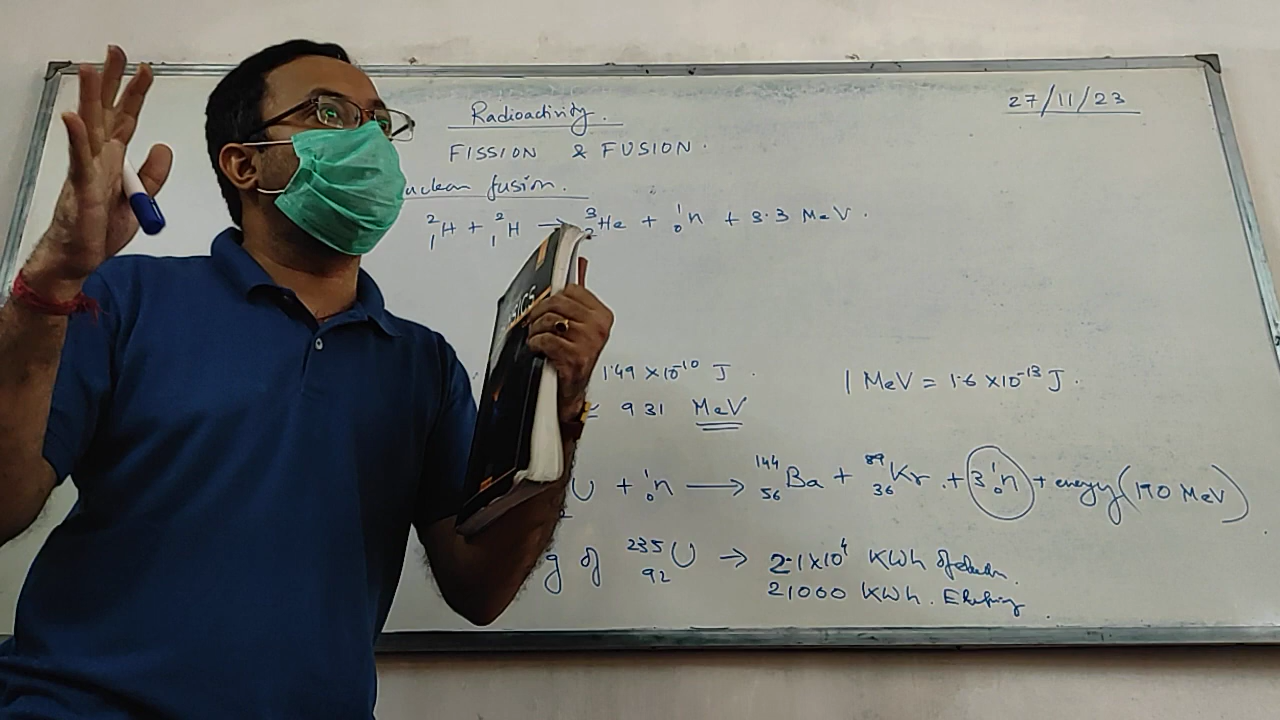 Radioactivity.
27/11/23
FISSION & FUSION.
uclear fusion.
²₁H + ²₁H → ³₂He + ¹₀n + 3.3 MeV.
SICS
1.49 × 10⁻¹⁰ J.
1 MeV = 1.6 × 10⁻¹³ J.
≃ 931 MeV
U + ¹₀n → ¹⁴⁴₅₆Ba + ⁸⁹₃₆Kr + 3¹₀n + energy (190 MeV)
g of ²³⁵₉₂U → 2.1×10⁴ KWh
21000 KWh.